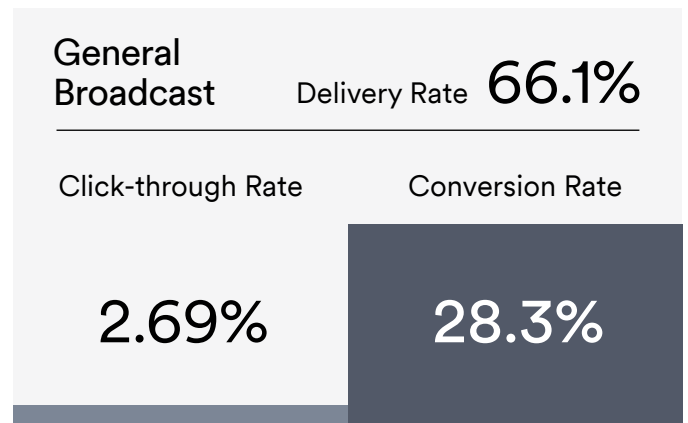 General
Broadcast
Delivery Rate 66.1%
Click-through Rate
Conversion Rate
2.69%
28.3%